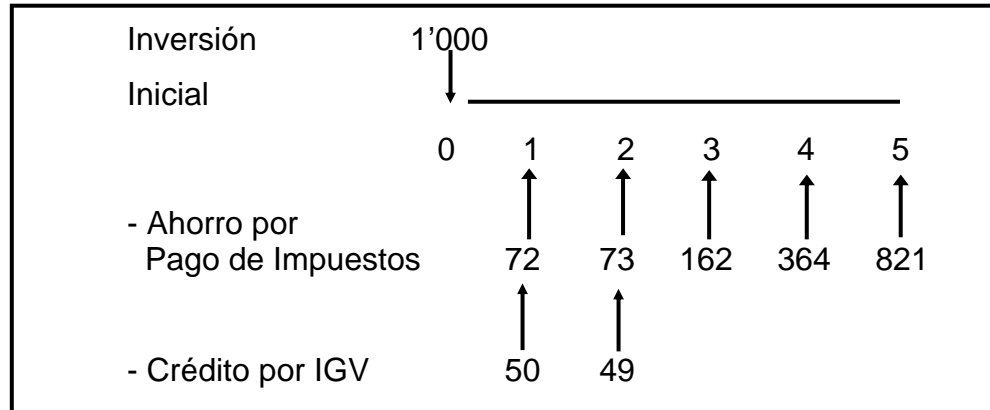 Inversión 1’000
Inicial
0 1 2 3 4 5
- Ahorro por
Pago de Impuestos 72 73 162 364 821
- Crédito por IGV 50 49